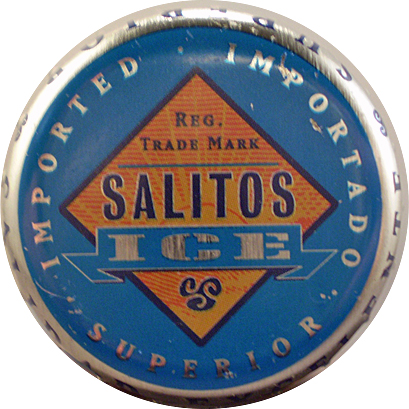 IMPORTED IMPORTADO
REG.
TRADE MARK
SALITOS
ICE
SUPERIOR